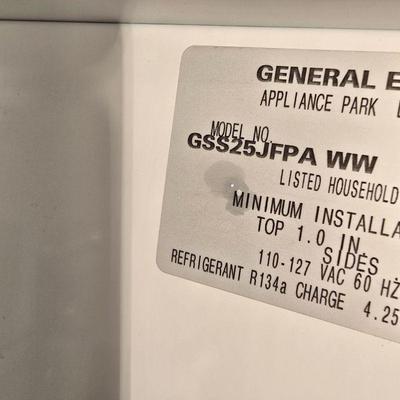 GENERAL E
APPLIANCE PARK
MODEL NO
GSS25JFPA WW
LISTED HOUSEHOLD
MINIMUM INSTALLA
TOP 1.0 IN
SIDES
110-127 VAC 60 HZ
REFRIGERANT R134a CHARGE 4.25